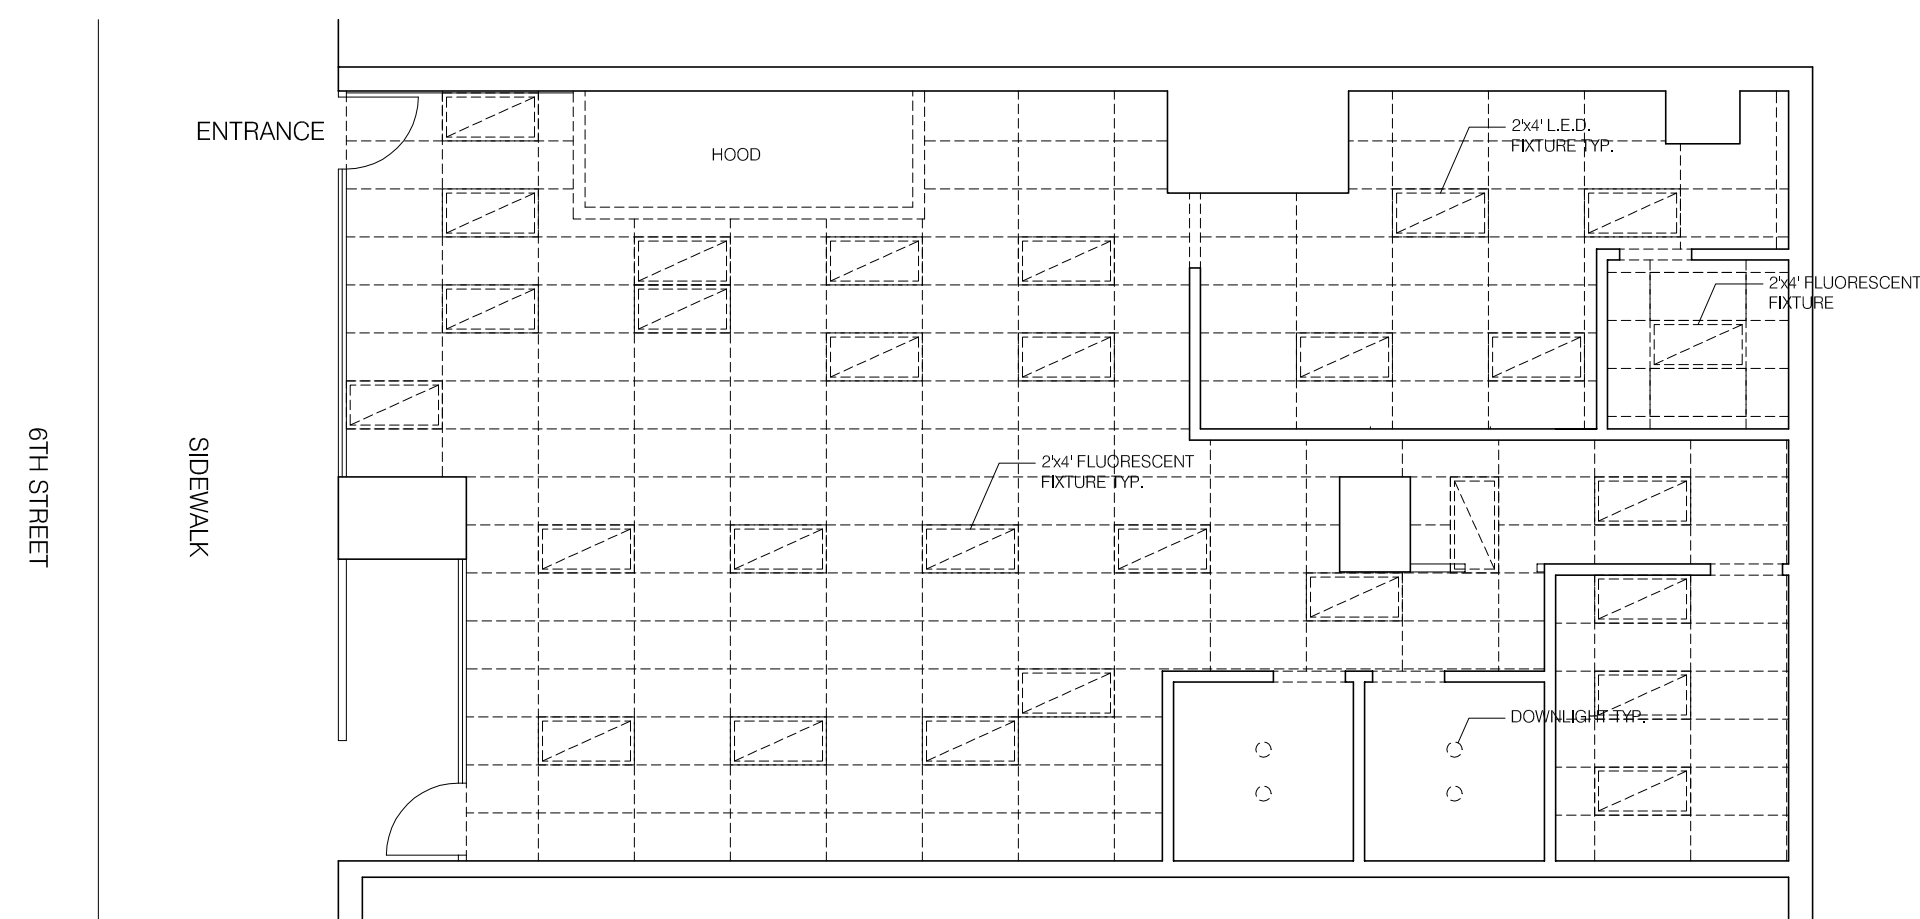 ENTRANCE
HOOD
2'x4' L.E.D.
FIXTURE TYP.
2'x4' FLUORESCENT
FIXTURE
6TH STREET
SIDEWALK
2'x4' FLUORESCENT
FIXTURE TYP.
DOWNLIGHT TYP.